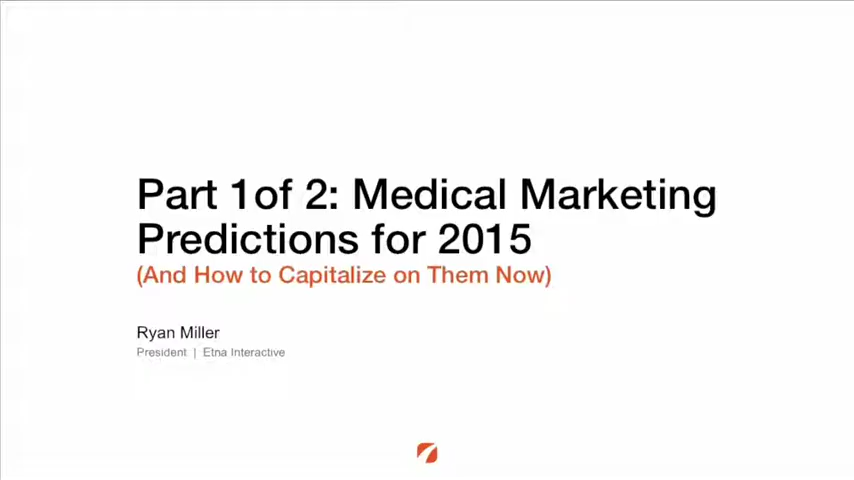 Part 1of 2: Medical Marketing
Predictions for 2015
(And How to Capitalize on Them Now)
Ryan Miller
President | Etna Interactive